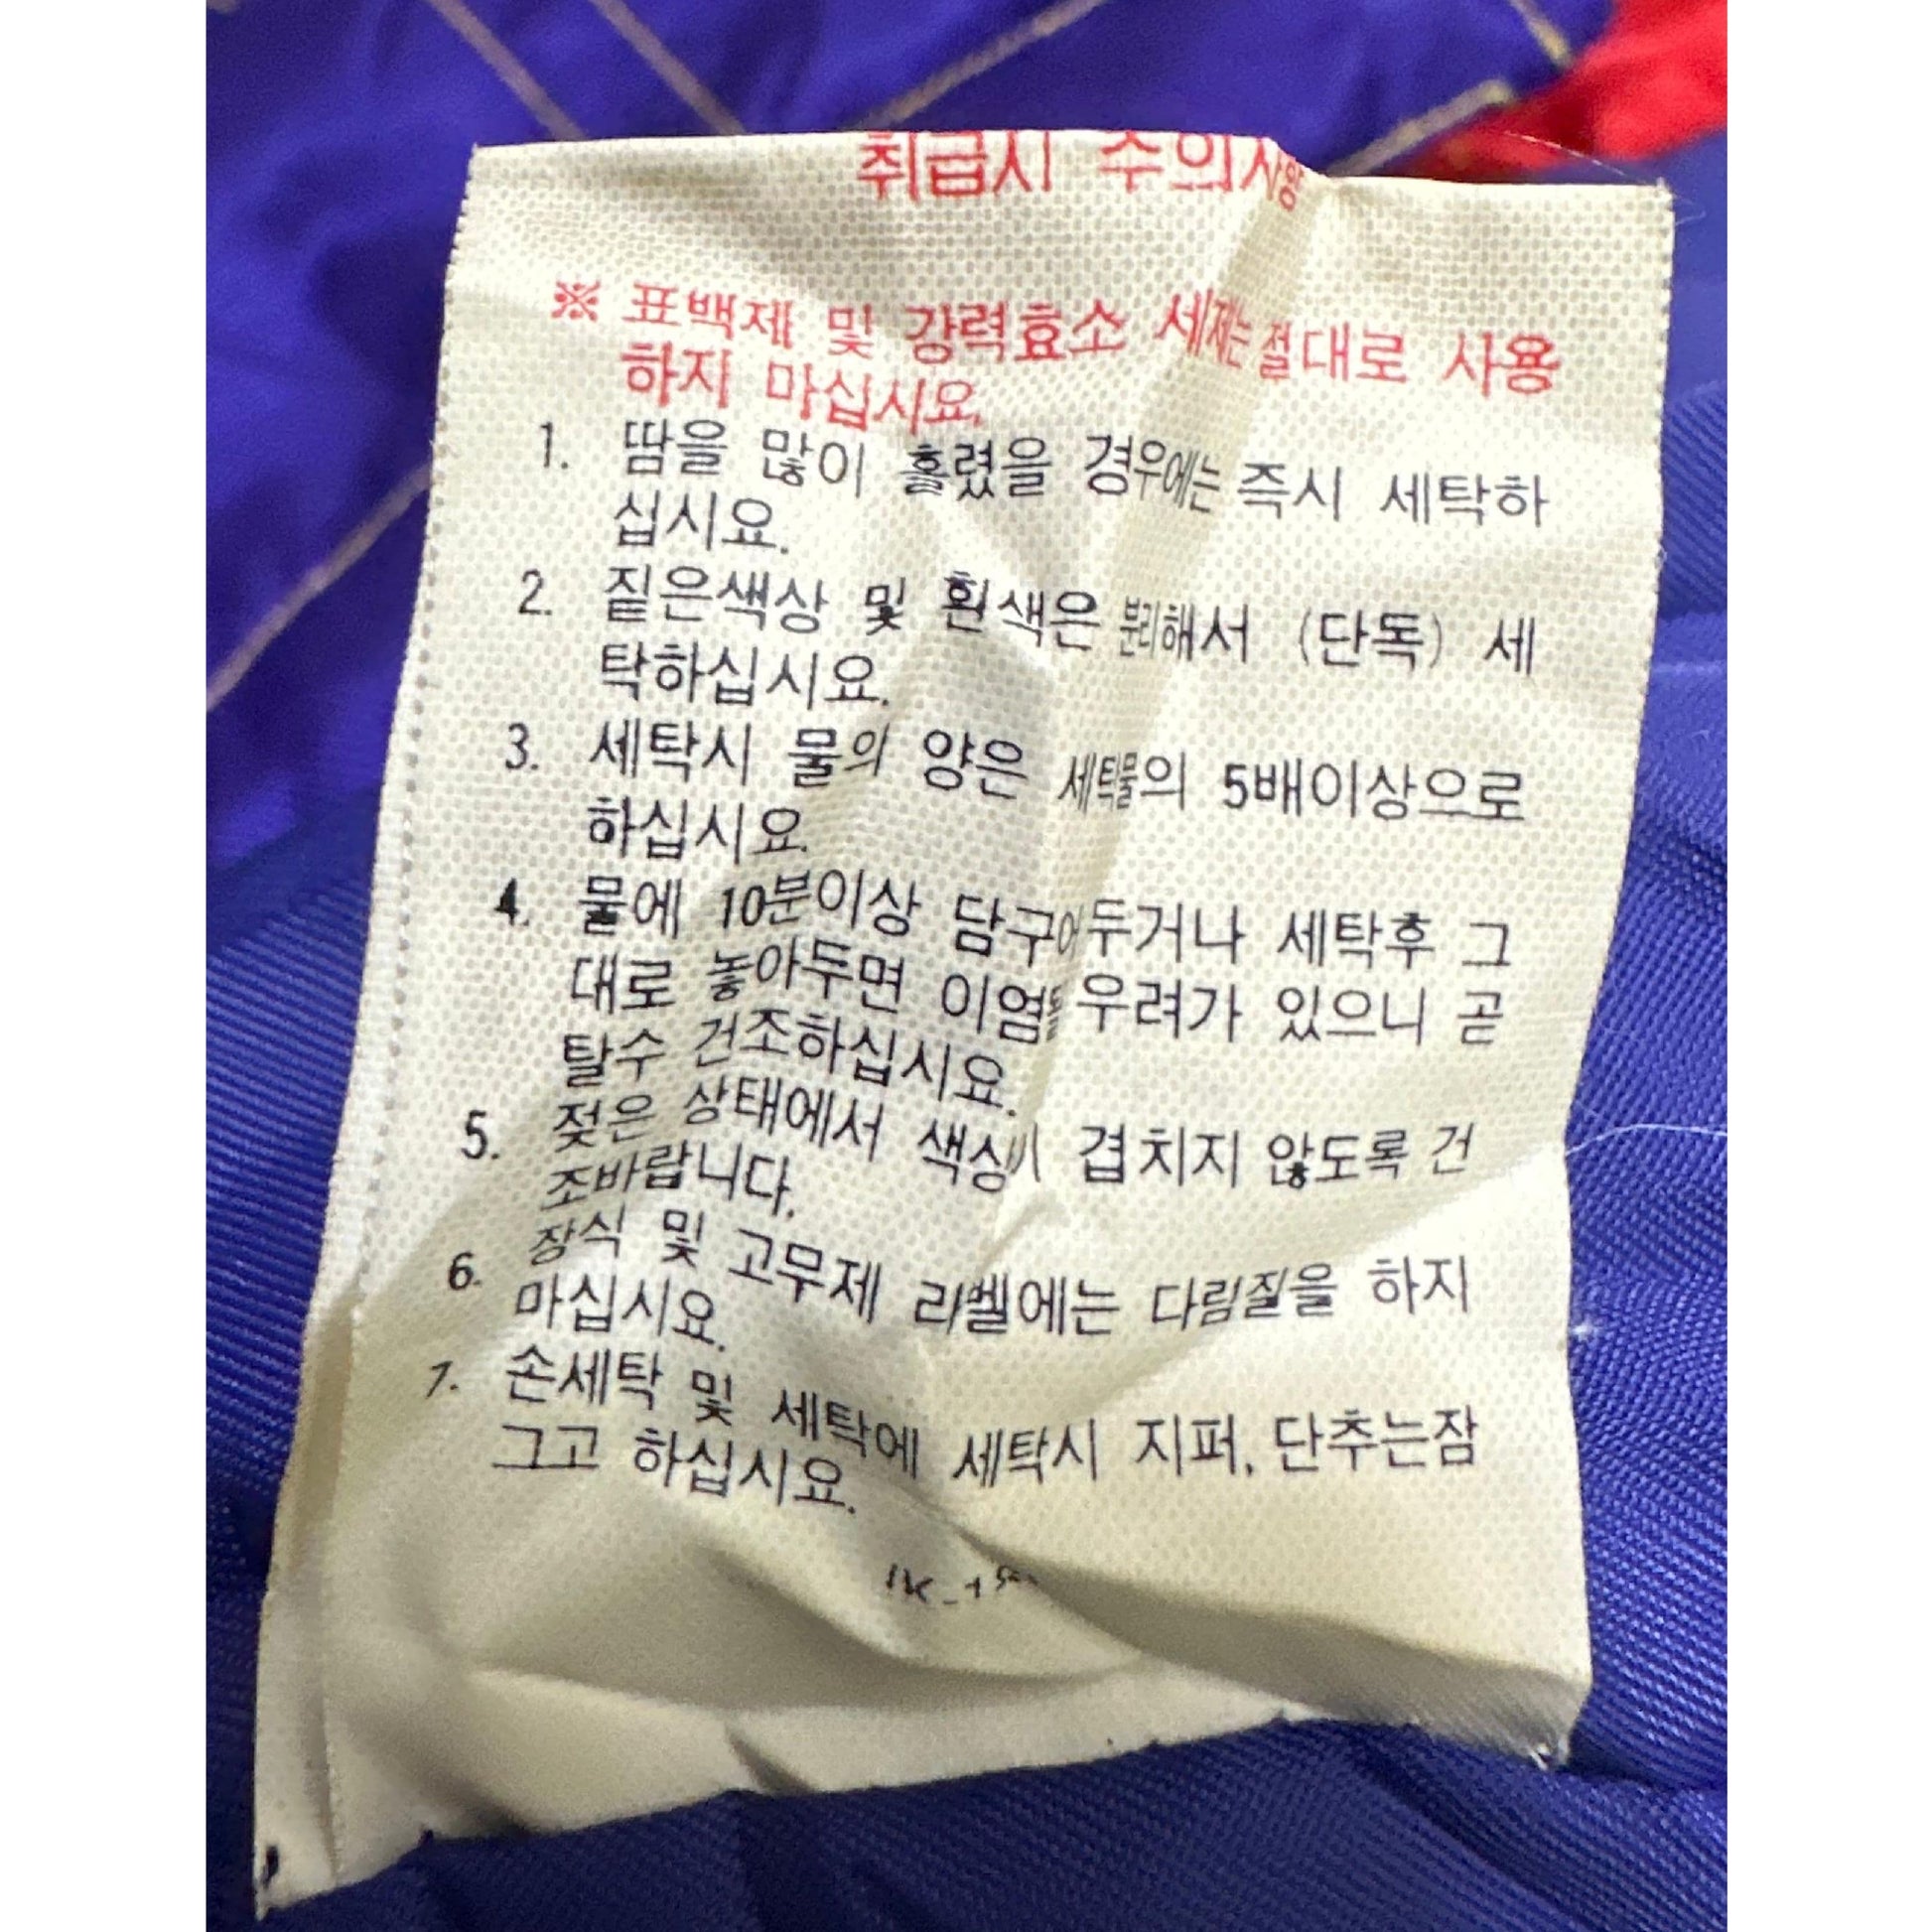 취급시 주의사항
※ 표백제 및 강력효소 세제는 절대로 사용
하지 마십시요.
1. 땀을 많이 흘렸을 경우에는 즉시 세탁하
십시요.
2. 짙은색상 및 흰색은 분리해서 (단독) 세
탁하십시요.
3. 세탁시 물의 양은 세탁물의 5배이상으로
하십시요.
4. 물에 10분이상 담구어두거나 세탁후 그
대로 놓아두면 이염될 우려가 있으니 곧
탈수 건조하십시요.
5. 젖은 상태에서 색상이 겹치지 않도록 건
조바랍니다.
6. 장식 및 고무제 라벨에는 다림질을 하지
마십시요.
7. 손세탁 및 세탁에 세탁시 지퍼, 단추는잠
그고 하십시요.